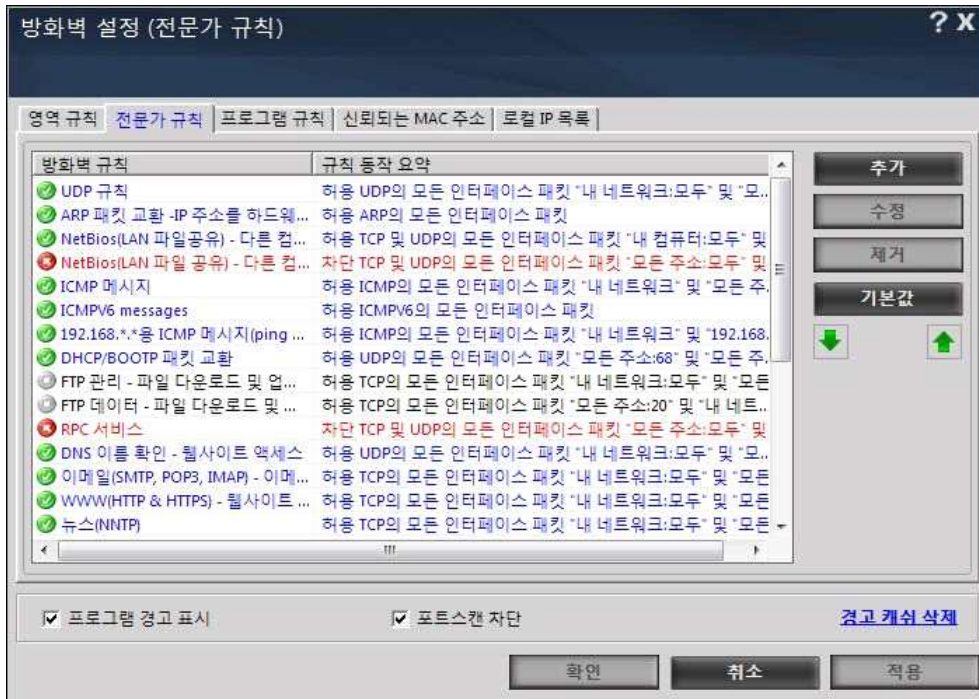 방화벽 설정 (전문가 규칙)
? X
영역 규칙 전문가 규칙 프로그램 규칙 신뢰되는 MAC 주소 로컬 IP 목록
방화벽 규칙 규칙 동작 요약
UDP 규칙 허용 UDP의 모든 인터페이스 패킷 "내 네트워크:모두" 및 "모..
ARP 패킷 교환 -IP 주소를 하드웨... 허용 ARP의 모든 인터페이스 패킷
NetBios(LAN 파일공유) - 다른 컴... 허용 TCP 및 UDP의 모든 인터페이스 패킷 "내 컴퓨터:모두" 및
NetBios(LAN 파일 공유) - 다른 컴... 차단 TCP 및 UDP의 모든 인터페이스 패킷 "모든 주소:모두" 및
ICMP 메시지 허용 ICMP의 모든 인터페이스 패킷 "내 네트워크" 및 "모든 주.
ICMPV6 messages 허용 ICMPV6의 모든 인터페이스 패킷
192.168.*.*용 ICMP 메시지(ping ... 허용 ICMP의 모든 인터페이스 패킷 "내 네트워크" 및 "192.168.
DHCP/BOOTP 패킷 교환 허용 UDP의 모든 인터페이스 패킷 "모든 주소:68" 및 "모든 주.
FTP 관리 - 파일 다운로드 및 업... 허용 TCP의 모든 인터페이스 패킷 "내 네트워크:모두" 및 "모든
FTP 데이터 - 파일 다운로드 및 ... 허용 TCP의 모든 인터페이스 패킷 "모든 주소:20" 및 "내 네트..
RPC 서비스 차단 TCP 및 UDP의 모든 인터페이스 패킷 "모든 주소:모두" 및
DNS 이름 확인 - 웹사이트 액세스 허용 UDP의 모든 인터페이스 패킷 "내 네트워크:모두" 및 "모..
이메일(SMTP, POP3, IMAP) - 이메... 허용 TCP의 모든 인터페이스 패킷 "내 네트워크:모두" 및 "모든
WWW(HTTP & HTTPS) - 웹사이트 ... 허용 TCP의 모든 인터페이스 패킷 "내 네트워크:모두" 및 "모든
뉴스(NNTP) 허용 TCP의 모든 인터페이스 패킷 "내 네트워크:모두" 및 "모든
추가
수정
제거
기본값
프로그램 경고 표시 포트스캔 차단 경고 캐쉬 삭제
확인 취소 적용